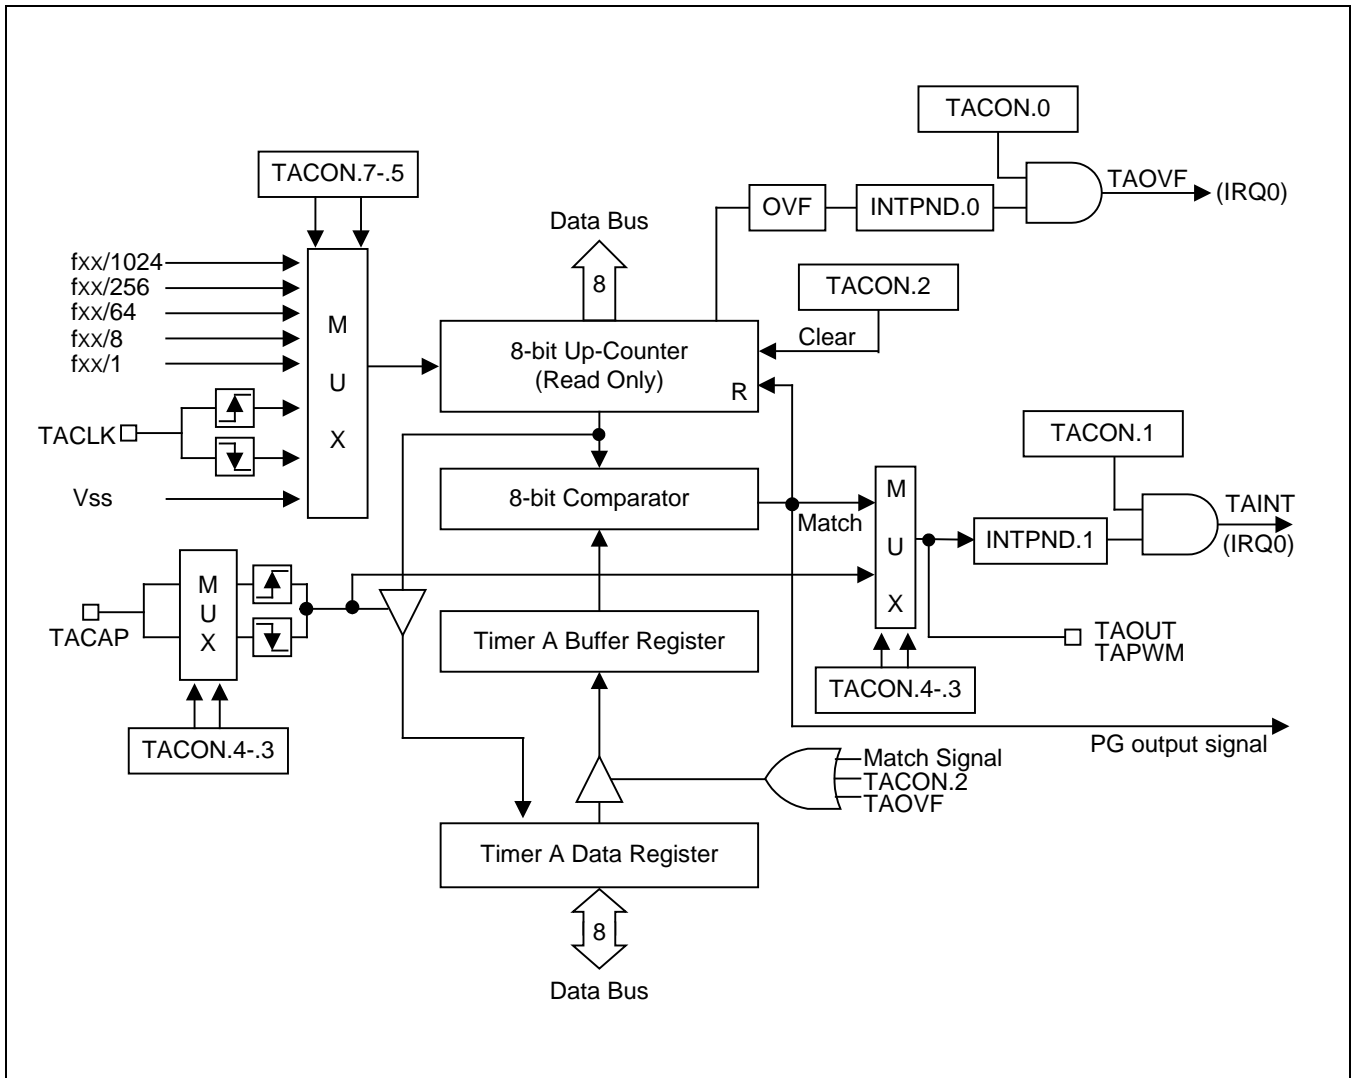 TACON.0
TACON.7-.5
TAOVF
(IRQ0)
OVF
INTPND.0
Data Bus
8
TACON.2
Clear
fxx/1024
fxx/256
fxx/64
fxx/8
fxx/1
M
U
X
8-bit Up-Counter
(Read Only)
R
TACLK
Vss
8-bit Comparator
Match
M
U
X
TACON.1
INTPND.1
TAINT
(IRQ0)
TACAP
M
U
X
TACON.4-.3
Timer A Buffer Register
TAOUT
TAPWM
TACON.4-.3
PG output signal
Match Signal
TACON.2
TAOVF
Timer A Data Register
8
Data Bus